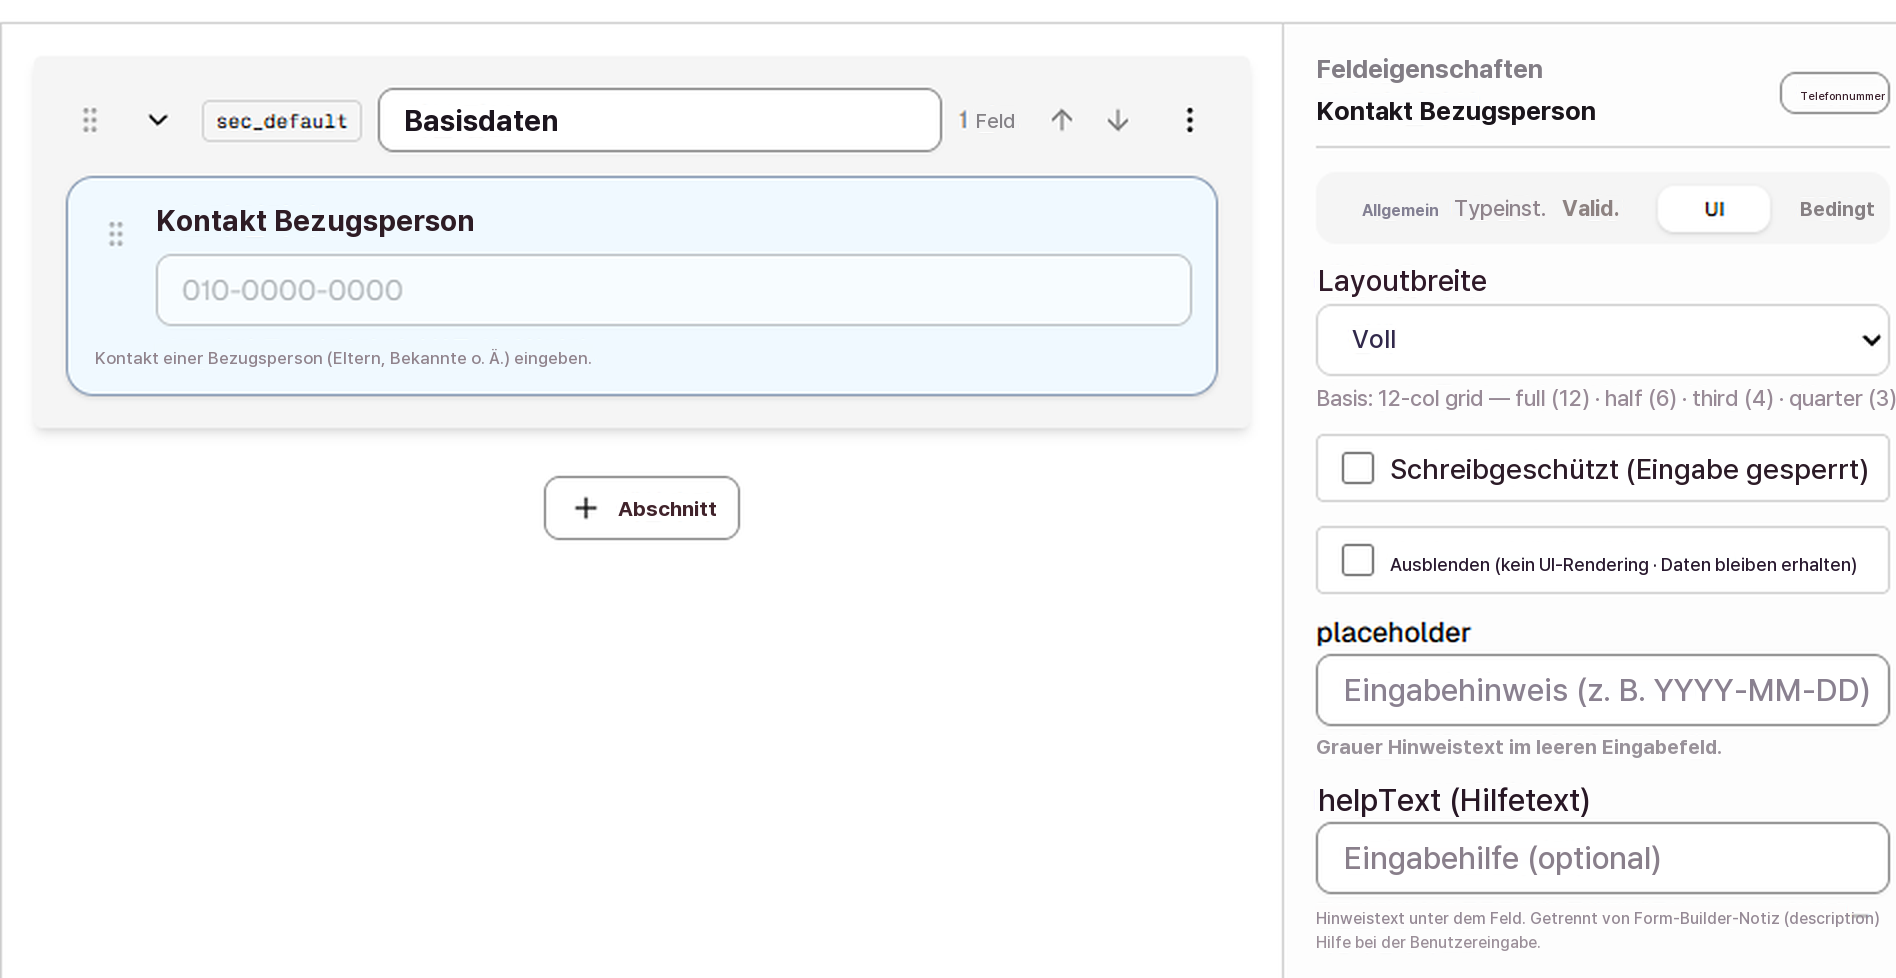 sec_default
Basisdaten
1 Feld
Kontakt Bezugsperson
010-0000-0000
Kontakt einer Bezugsperson (Eltern, Bekannte o. Ä.) eingeben.
Abschnitt
Feldeigenschaften
Kontakt Bezugsperson
Telefonnummer
Allgemein Typeinst. Valid. UI Bedingt
Layoutbreite
Voll
Basis: 12-col grid — full (12) · half (6) · third (4) · quarter (3)
Schreibgeschützt (Eingabe gesperrt)
Ausblenden (kein UI-Rendering · Daten bleiben erhalten)
placeholder
Eingabehinweis (z. B. YYYY-MM-DD)
Grauer Hinweistext im leeren Eingabefeld.
helpText (Hilfetext)
Eingabehilfe (optional)
Hinweistext unter dem Feld. Getrennt von Form-Builder-Notiz (description)
Hilfe bei der Benutzereingabe.